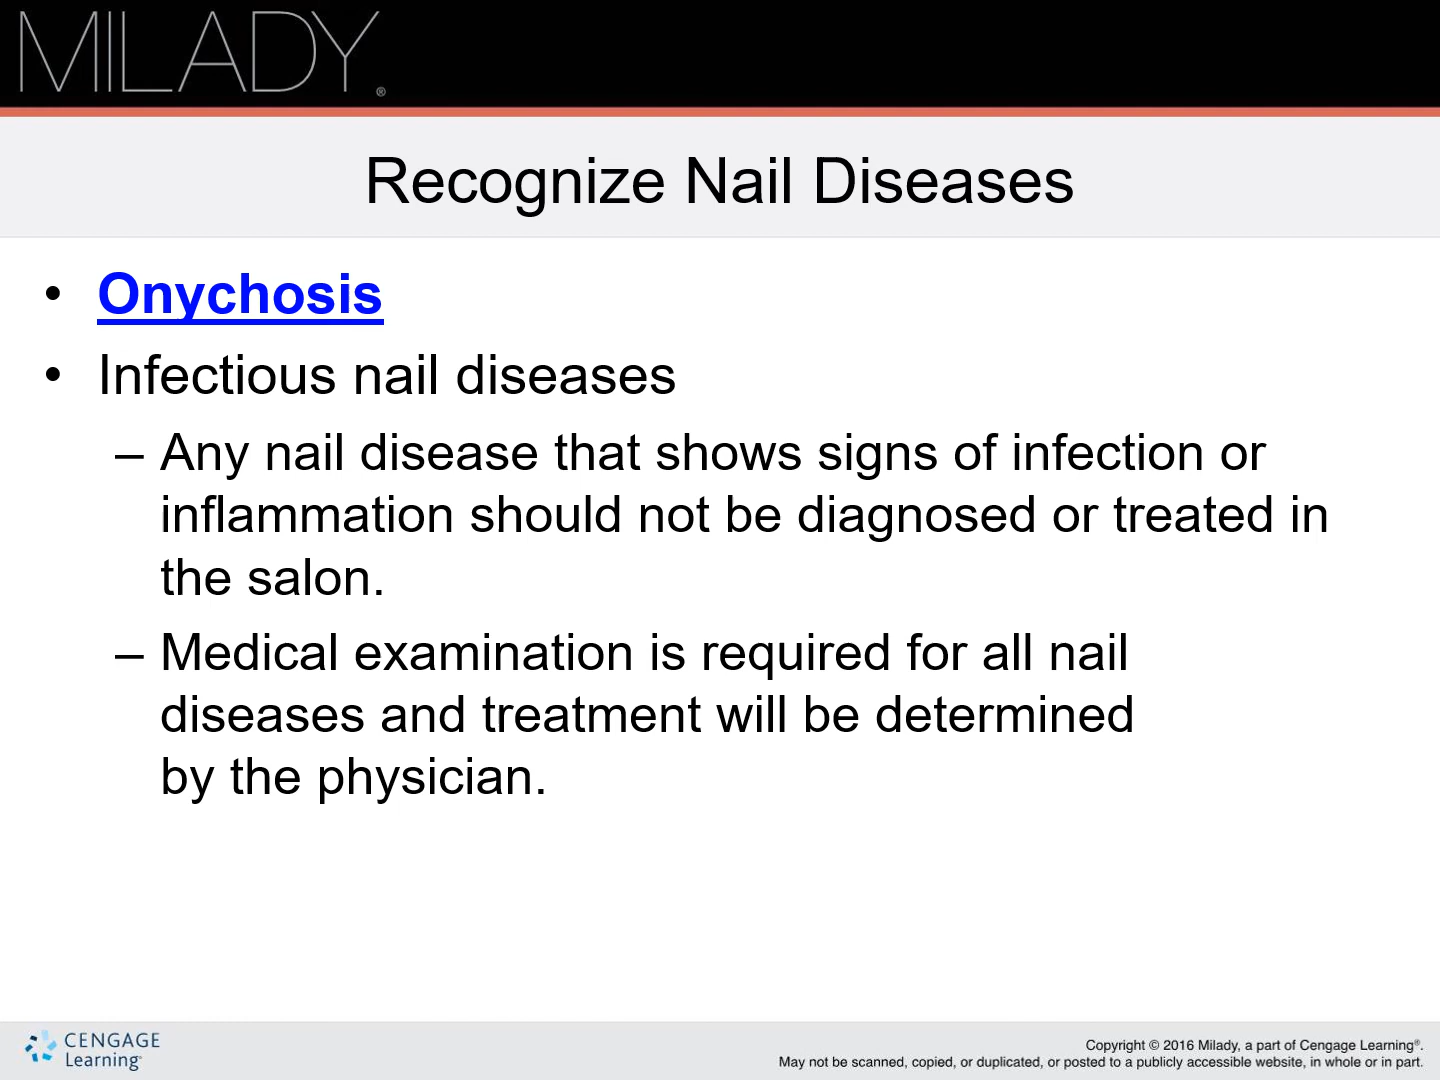 MILADY®
Recognize Nail Diseases
• Onychosis
• Infectious nail diseases
– Any nail disease that shows signs of infection or
inflammation should not be diagnosed or treated in
the salon.
– Medical examination is required for all nail
diseases and treatment will be determined
by the physician.
CENGAGE
Learning·
Copyright © 2016 Milady, a part of Cengage Learning®.
May not be scanned, copied, or duplicated, or posted to a publicly accessible website, in whole or in part.